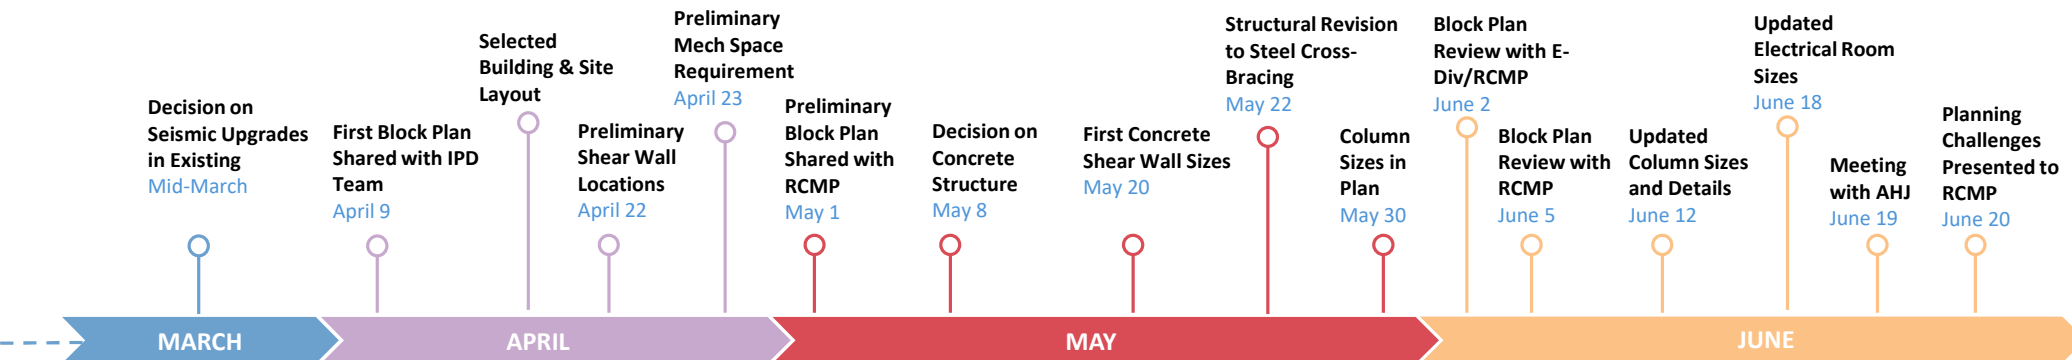 Decision on
Seismic Upgrades
in Existing
Mid-March
First Block Plan
Shared with IPD
Team
April 9
Selected
Building & Site
Layout
Preliminary
Shear Wall
Locations
April 22
Preliminary
Mech Space
Requirement
April 23
Preliminary
Block Plan
Shared with
RCMP
May 1
Decision on
Concrete
Structure
May 8
First Concrete
Shear Wall Sizes
May 20
Structural Revision
to Steel Cross-
Bracing
May 22
Column
Sizes in
Plan
May 30
Block Plan
Review with E-
Div/RCMP
June 2
Block Plan
Review with
RCMP
June 5
Updated
Column Sizes
and Details
June 12
Updated
Electrical Room
Sizes
June 18
Meeting
with AHJ
June 19
Planning
Challenges
Presented to
RCMP
June 20
MARCH
APRIL
MAY
JUNE